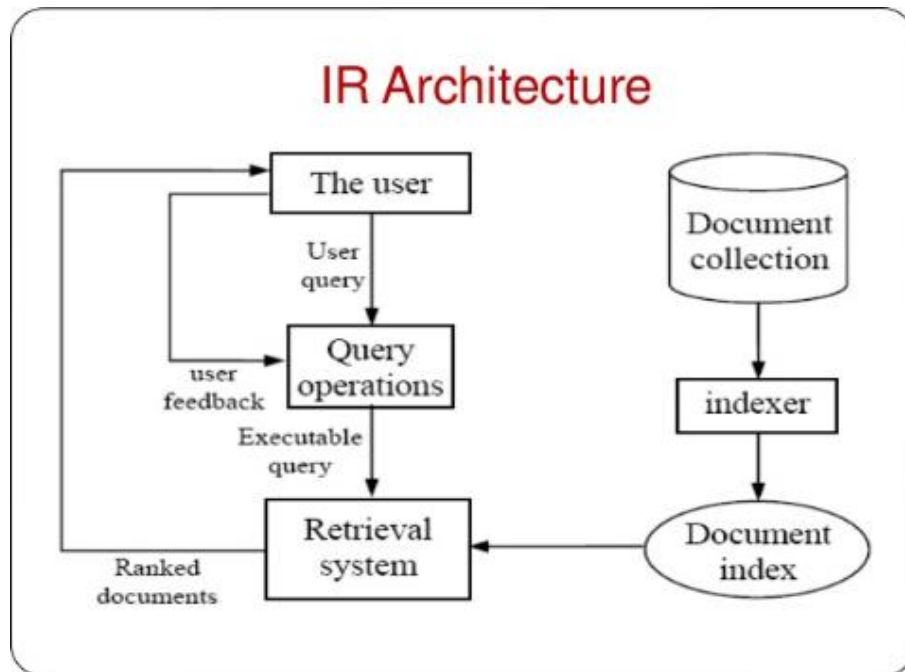 IR Architecture
The user
Document
collection
User
query
Query
operations
user
feedback
indexer
Executable
query
Retrieval
system
Document
index
Ranked
documents